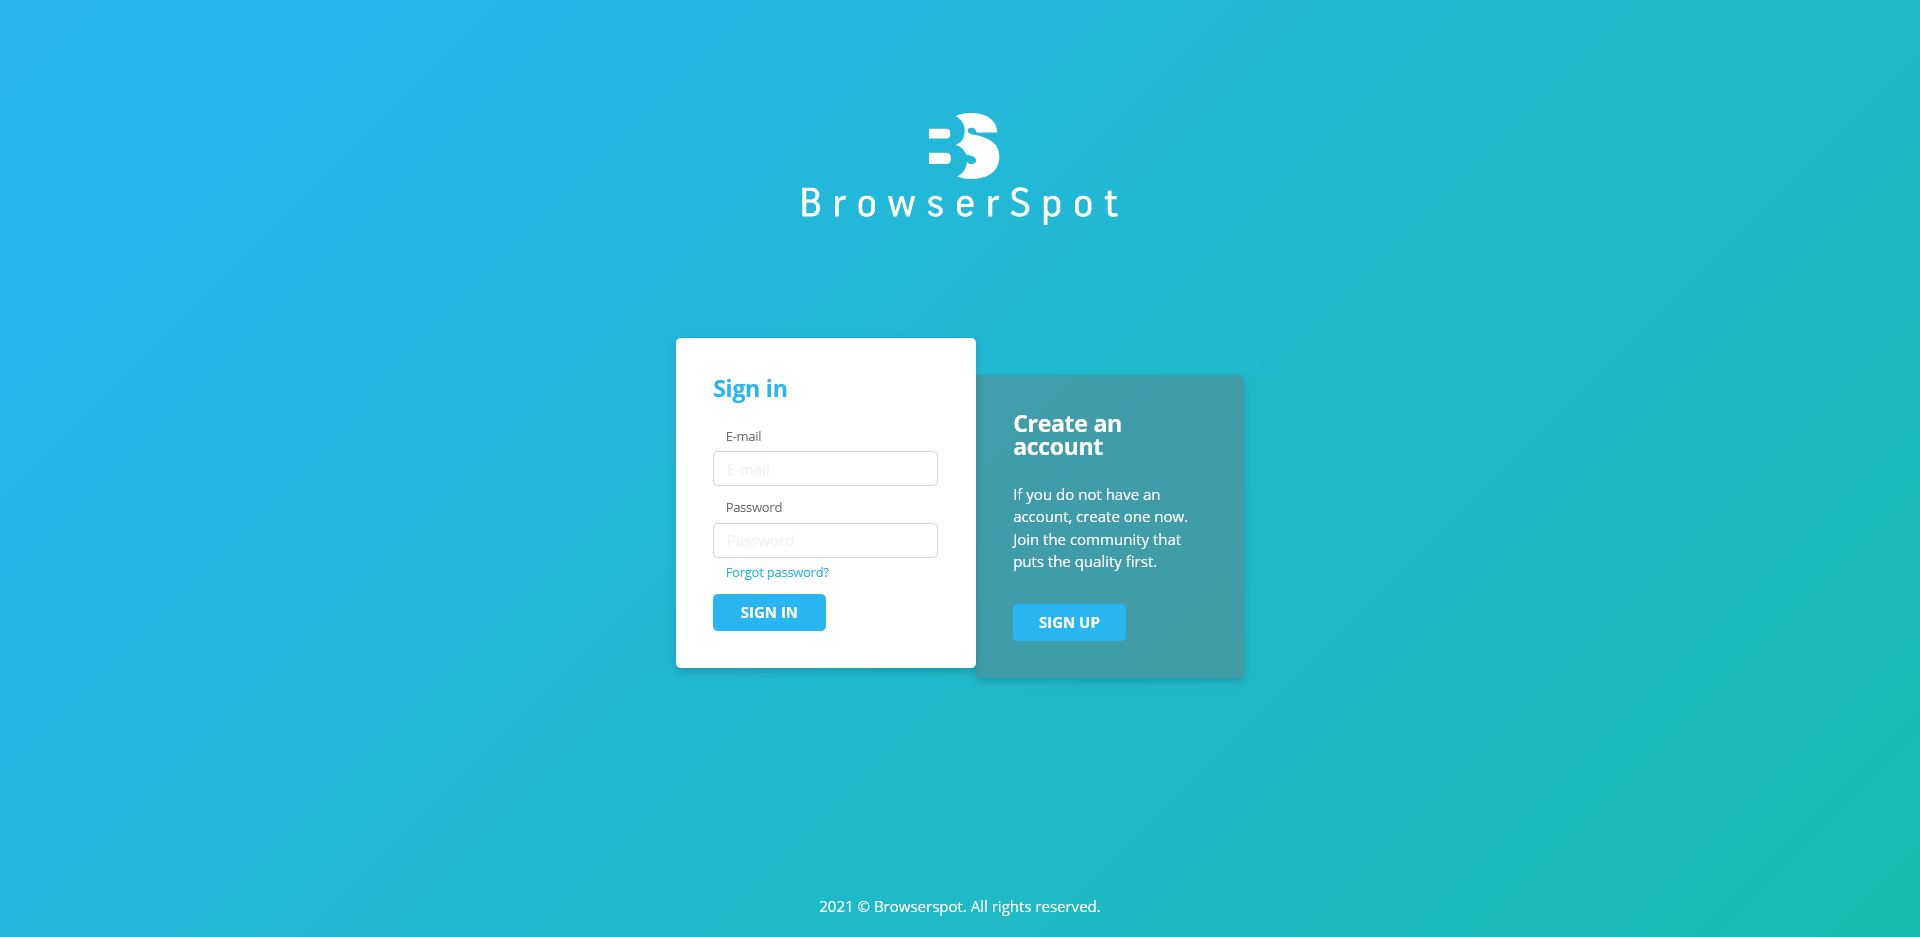 BS
BrowserSpot
Sign in
E-mail
E-mail
Password
Password
Forgot password?
SIGN IN
Create an
account
If you do not have an
account, create one now.
Join the community that
puts the quality first.
SIGN UP
2021 © Browserspot. All rights reserved.